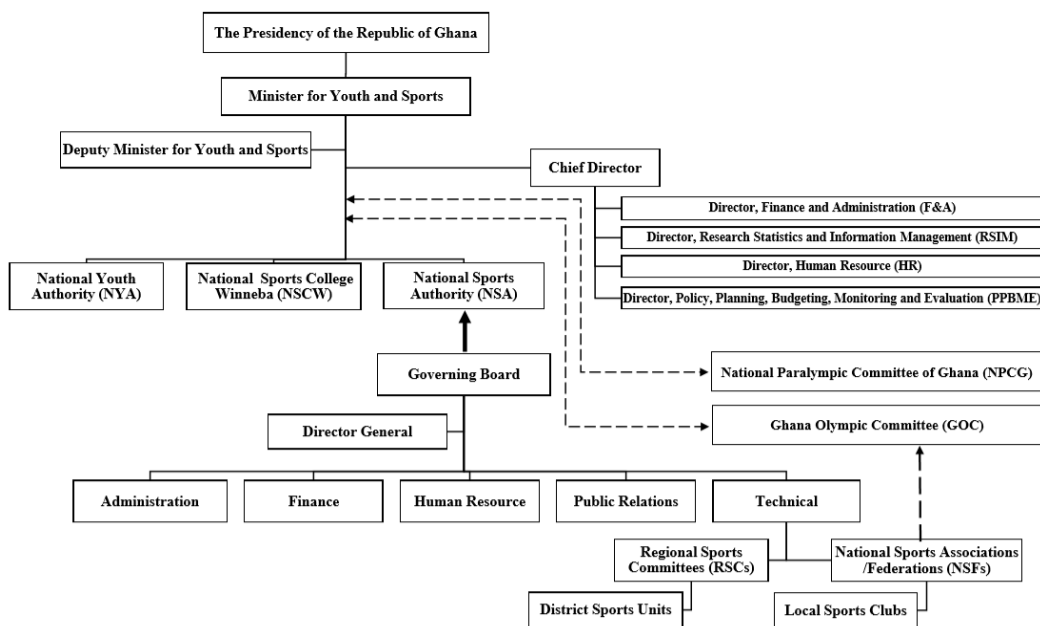 The Presidency of the Republic of Ghana
Minister for Youth and Sports
Deputy Minister for Youth and Sports
Chief Director
Director, Finance and Administration (F&A)
Director, Research Statistics and Information Management (RSIM)
Director, Human Resource (HR)
Director, Policy, Planning, Budgeting, Monitoring and Evaluation (PPBME)
National Youth
Authority (NYA)
National Sports College
Winneba (NSCW)
National Sports
Authority (NSA)
Governing Board
National Paralympic Committee of Ghana (NPCG)
Ghana Olympic Committee (GOC)
Director General
Administration
Finance
Human Resource
Public Relations
Technical
Regional Sports
Committees (RSCs)
National Sports Associations
/Federations (NSFs)
District Sports Units
Local Sports Clubs